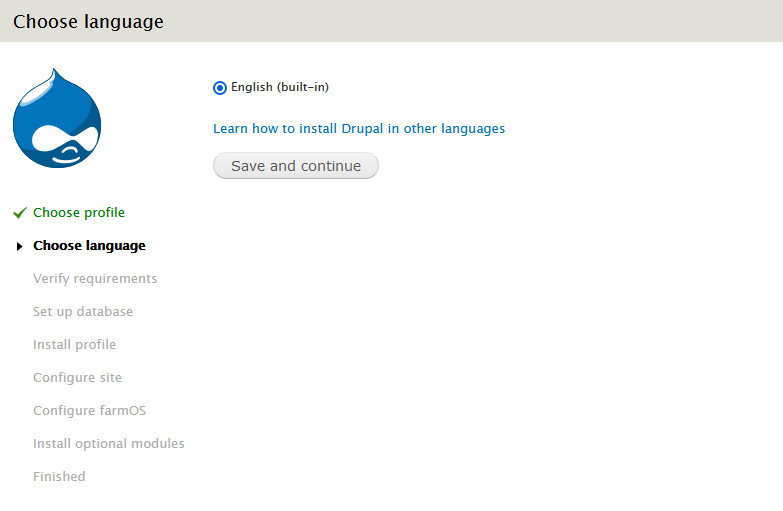 Choose language
English (built-in)
Learn how to install Drupal in other languages
Save and continue
Choose profile
Choose language
Verify requirements
Set up database
Install profile
Configure site
Configure farmOS
Install optional modules
Finished